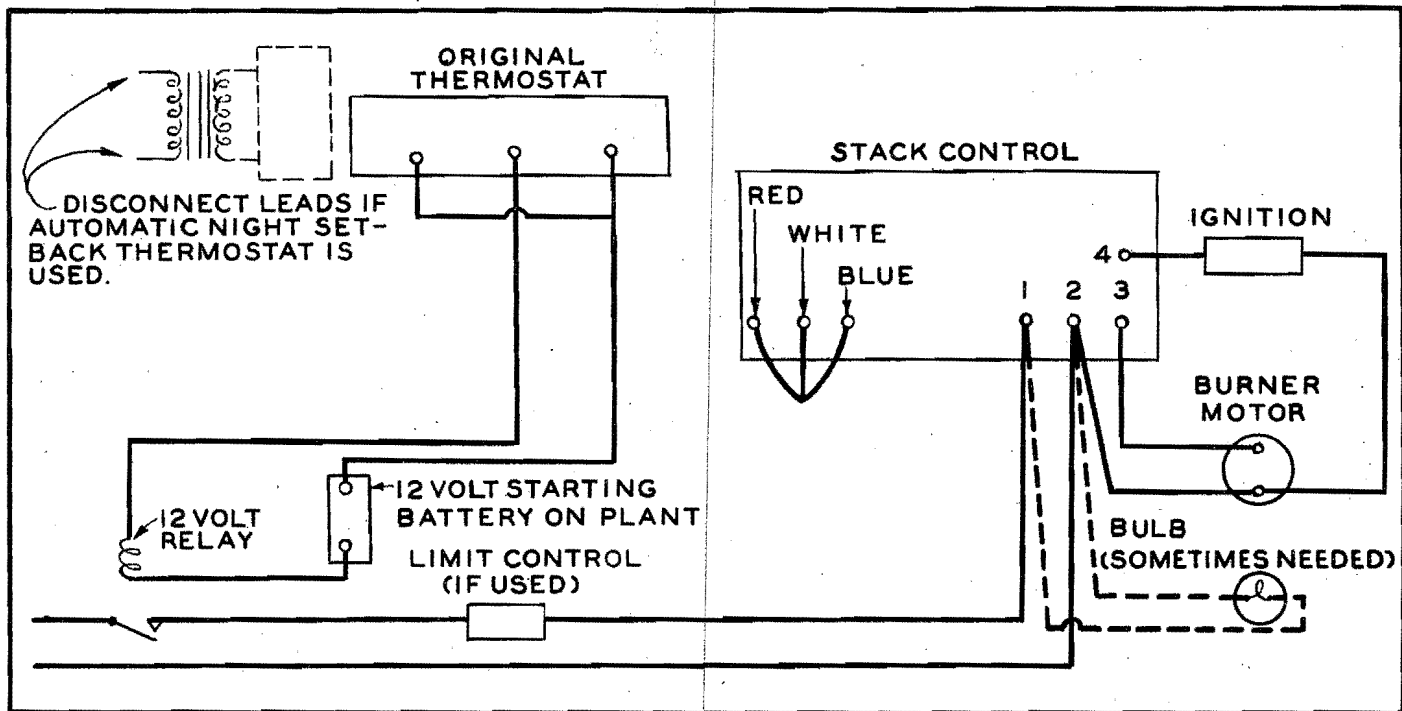 ORIGINAL
THERMOSTAT
DISCONNECT LEADS IF
AUTOMATIC NIGHT SET-
BACK THERMOSTAT IS
USED.
STACK CONTROL
RED
WHITE
BLUE
IGNITION
4
1 2 3
BURNER
MOTOR
12 VOLT STARTING
BATTERY ON PLANT
12 VOLT
RELAY
LIMIT CONTROL
(IF USED)
BULB
(SOMETIMES NEEDED)